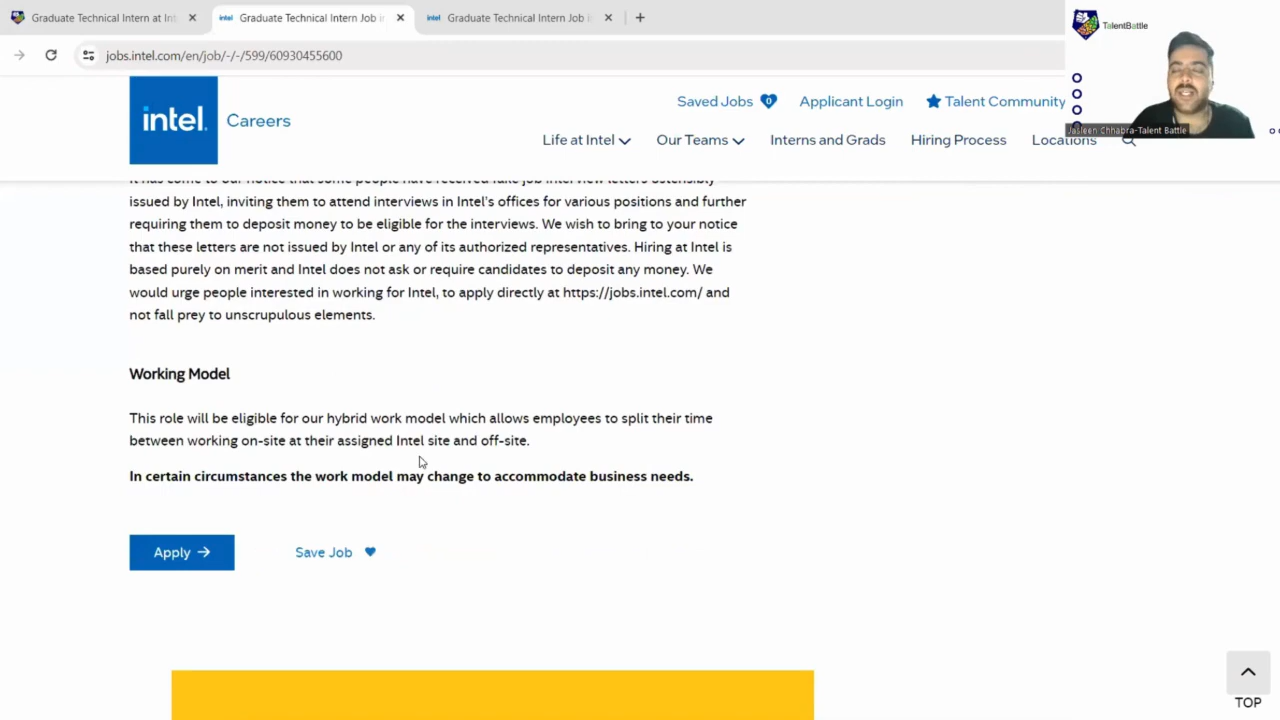 Graduate Technical Intern at Int
Graduate Technical Intern Job in
Graduate Technical Intern Job i
jobs.intel.com/en/job/-/-/599/60930455600
TalentBattle
Jasleen Chhabra-Talent Battle
intel.
Careers
Saved Jobs 0 Applicant Login Talent Community
Life at Intel Our Teams Interns and Grads Hiring Process Locations
It has come to our notice that some people have received fake job interview letters ostensibly
issued by Intel, inviting them to attend interviews in Intel's offices for various positions and further
requiring them to deposit money to be eligible for the interviews. We wish to bring to your notice
that these letters are not issued by Intel or any of its authorized representatives. Hiring at Intel is
based purely on merit and Intel does not ask or require candidates to deposit any money. We
would urge people interested in working for Intel, to apply directly at https://jobs.intel.com/ and
not fall prey to unscrupulous elements.
Working Model
This role will be eligible for our hybrid work model which allows employees to split their time
between working on-site at their assigned Intel site and off-site.
In certain circumstances the work model may change to accommodate business needs.
Apply
Save Job
TOP